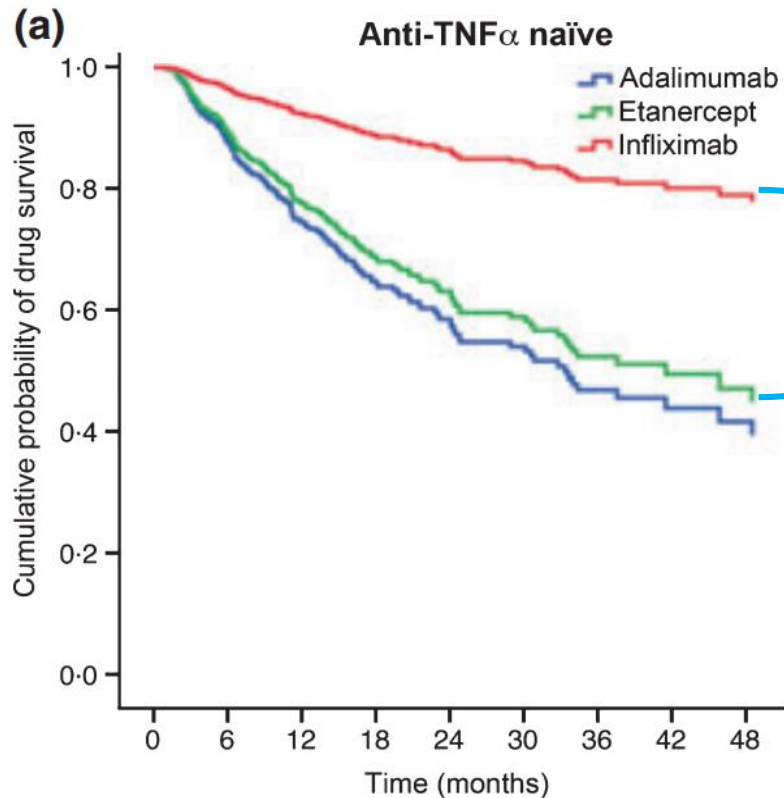 (a)
Anti-TNFα naïve
Adalimumab
Etanercept
Infliximab
Cumulative probability of drug survival
1·0
0·8
0·6
0·4
0·2
0·0
0 6 12 18 24 30 36 42 48
Time (months)